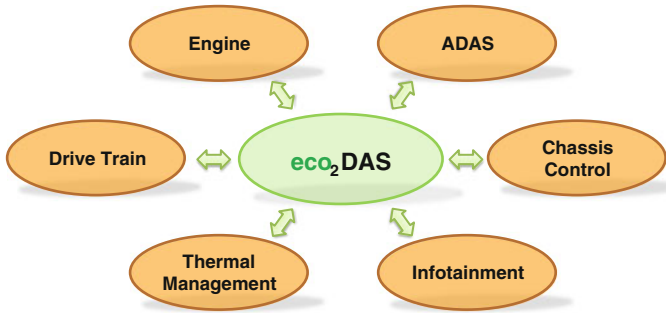 Engine
ADAS
Drive Train
eco₂DAS
Chassis
Control
Thermal
Management
Infotainment